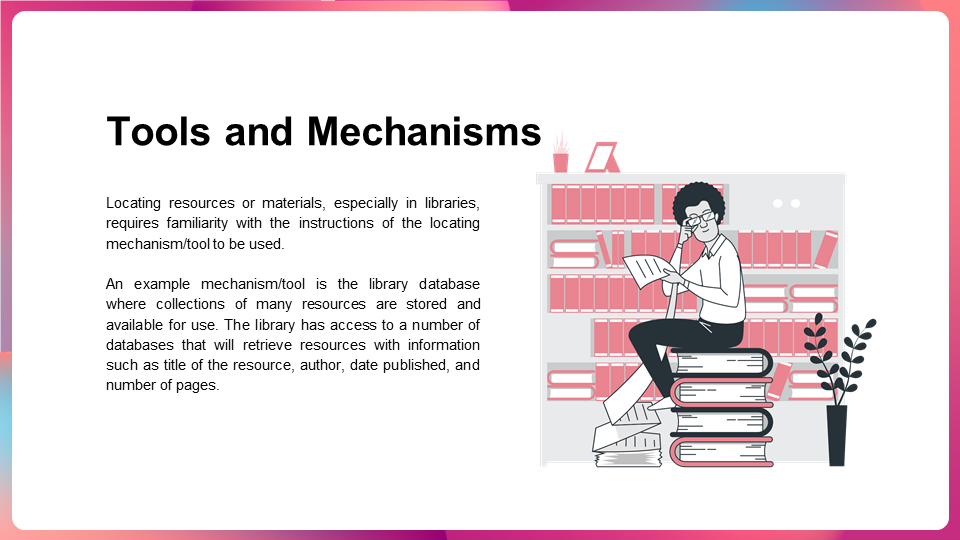 Tools and Mechanisms
Locating resources or materials, especially in libraries,
requires familiarity with the instructions of the locating
mechanism/tool to be used.
An example mechanism/tool is the library database
where collections of many resources are stored and
available for use. The library has access to a number of
databases that will retrieve resources with information
such as title of the resource, author, date published, and
number of pages.